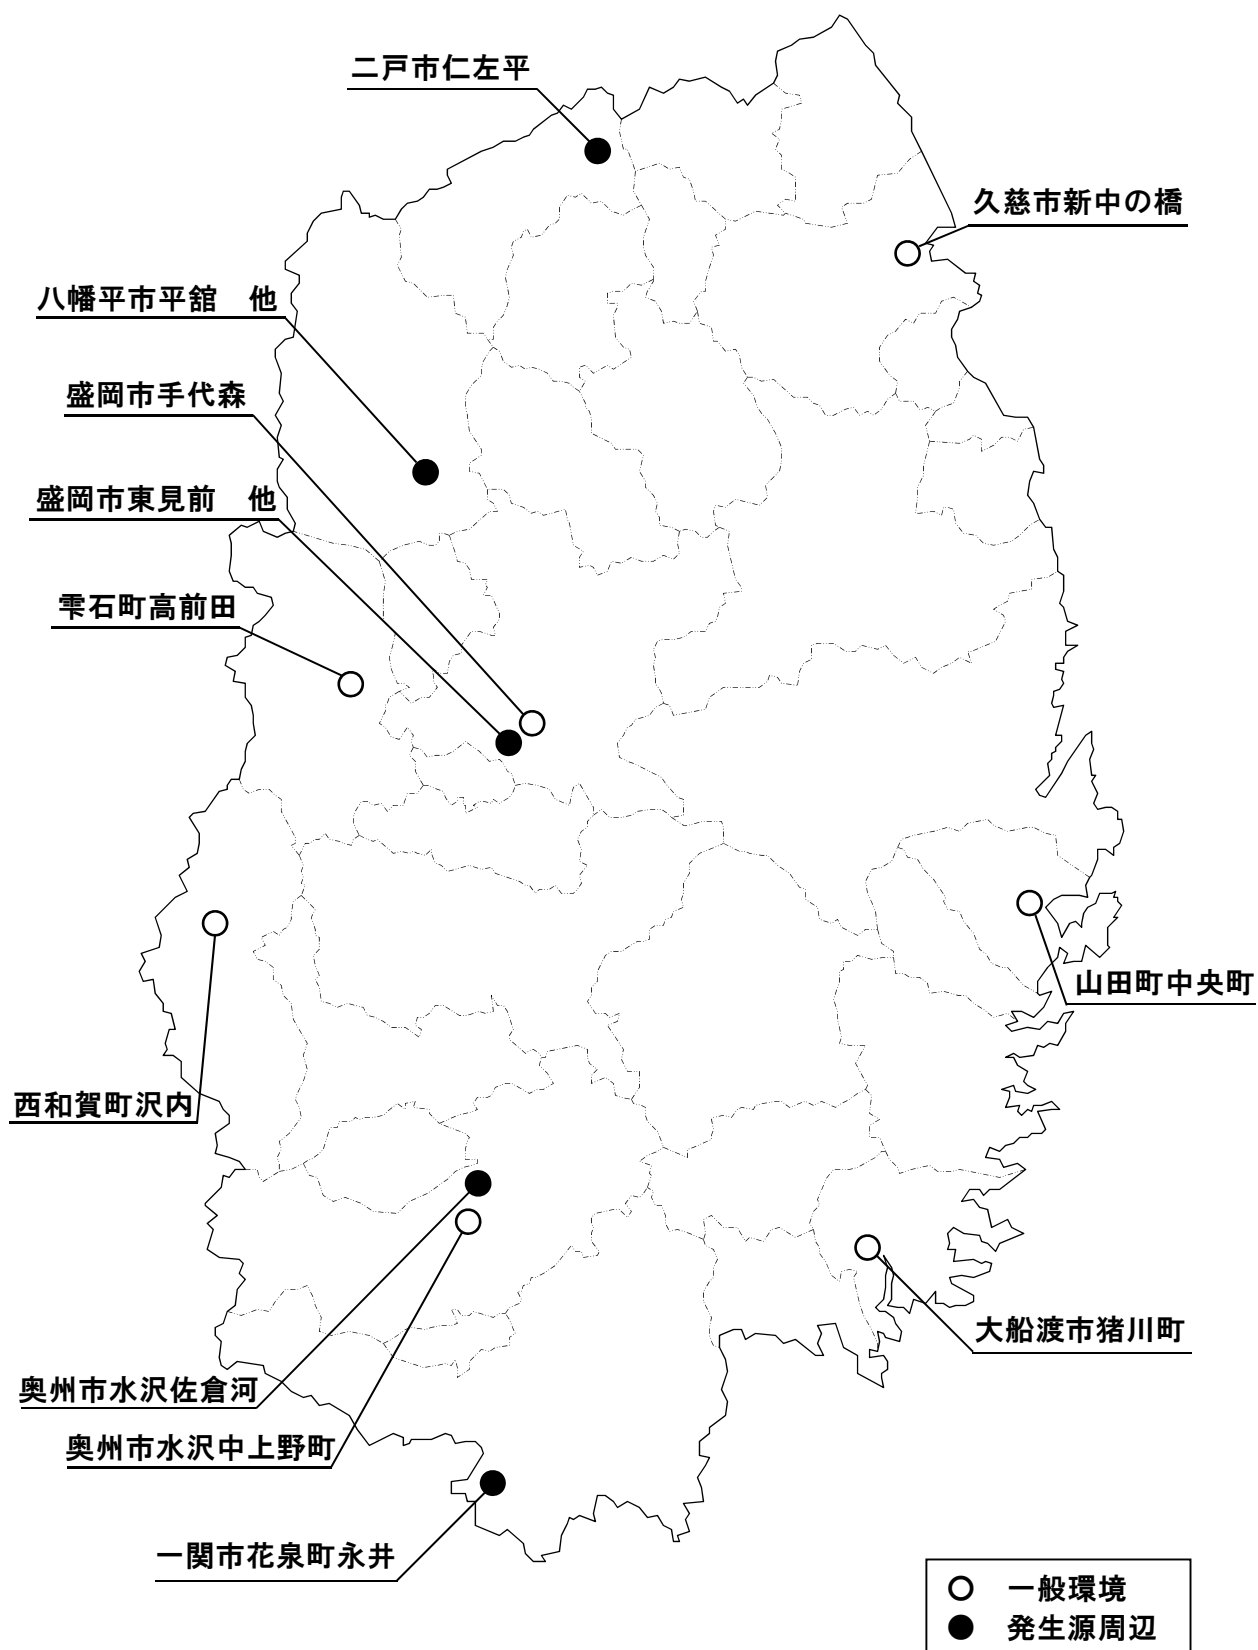 二戸市仁左平
久慈市新中の橋
八幡平市平舘　他
盛岡市手代森
盛岡市東見前　他
雫石町高前田
山田町中央町
西和賀町沢内
大船渡市猪川町
奥州市水沢佐倉河
奥州市水沢中上野町
一関市花泉町永井
一般環境
発生源周辺